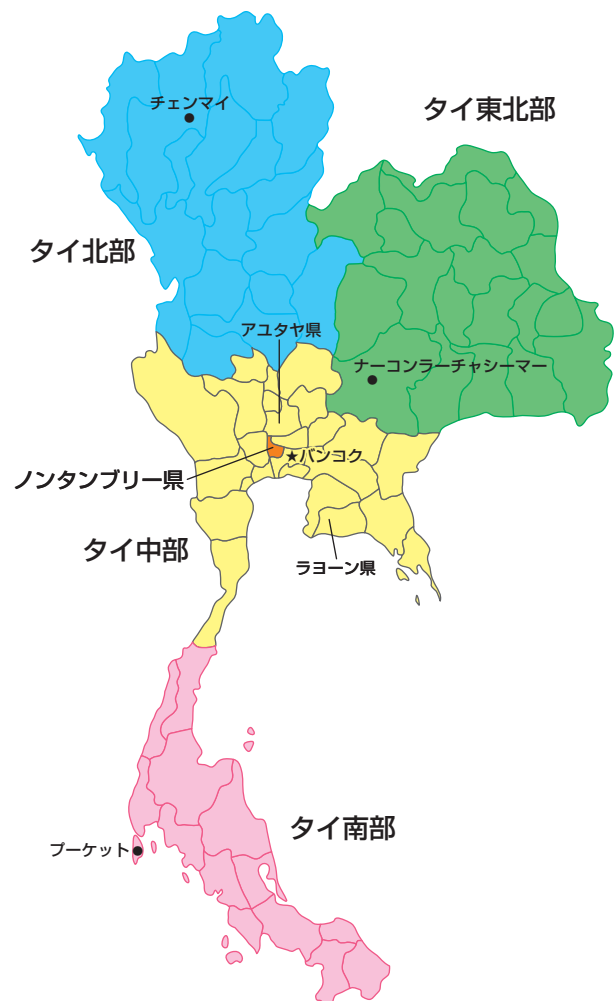 チェンマイ
タイ東北部
タイ北部
アユタヤ県
ナーコンラーチャシーマー
★バンコク
ノンタンブリー県
タイ中部
ラヨーン県
タイ南部
プーケット